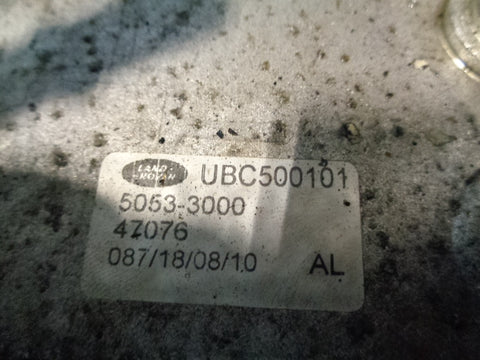 LAND
ROVER
UBC500101
5053-3000
47076
087/18/08/10 AL